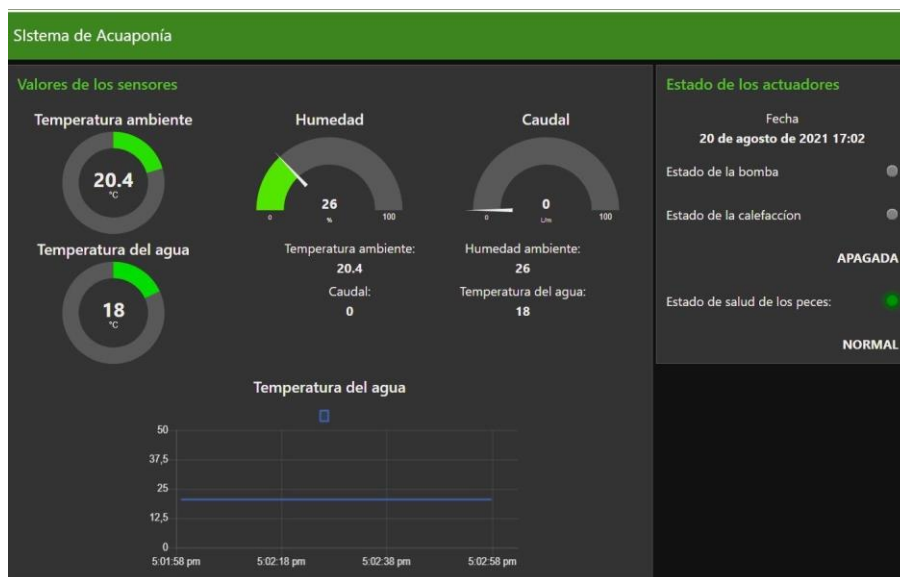 SIstema de Acuaponía
Valores de los sensores
Temperatura ambiente
20.4
°C
Humedad
26
%
0
100
Caudal
0
L/m
0
100
Temperatura del agua
18
°C
Temperatura ambiente:
20.4
Humedad ambiente:
26
Caudal:
0
Temperatura del agua:
18
Temperatura del agua
50
37,5
25
12,5
0
5:01:58 pm
5:02:18 pm
5:02:38 pm
5:02:58 pm
Estado de los actuadores
Fecha
20 de agosto de 2021 17:02
Estado de la bomba
Estado de la calefaccíon
APAGADA
Estado de salud de los peces:
NORMAL